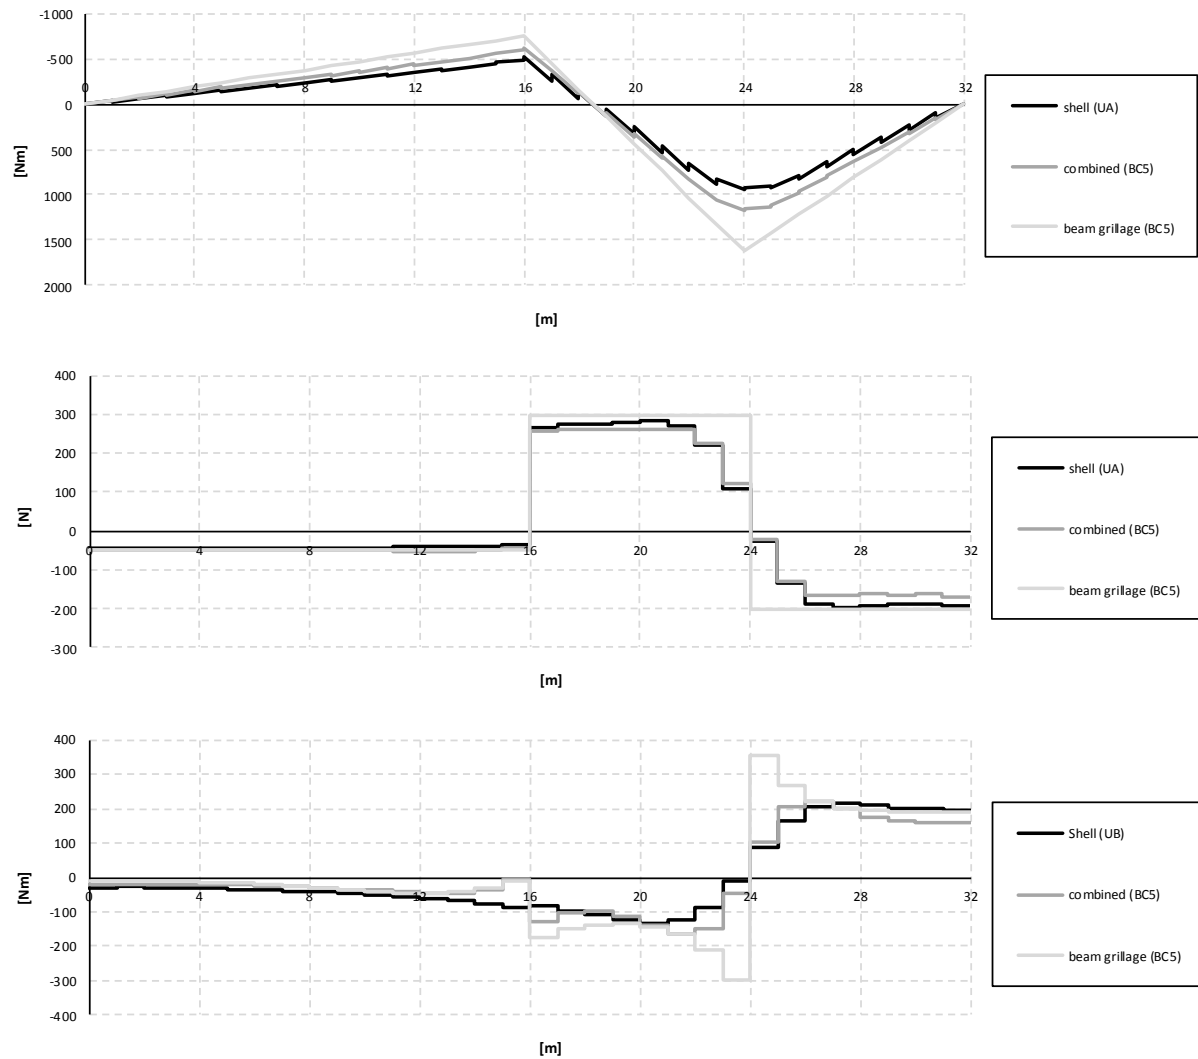 -1000
-500
0 4 8 12 16 20 24 28 32
0
500
1000
1500
2000
[Nm]
[m]
shell (UA)
combined (BC5)
beam grillage (BC5)
400
300
200
100
0
-100
-200
-300
0 4 8 12 16 20 24 28 32
[N]
[m]
shell (UA)
combined (BC5)
beam grillage (BC5)
400
300
200
100
0
-100
-200
-300
-400
0 4 8 12 16 20 24 28 32
[Nm]
[m]
Shell (UB)
combined (BC5)
beam grillage (BC5)